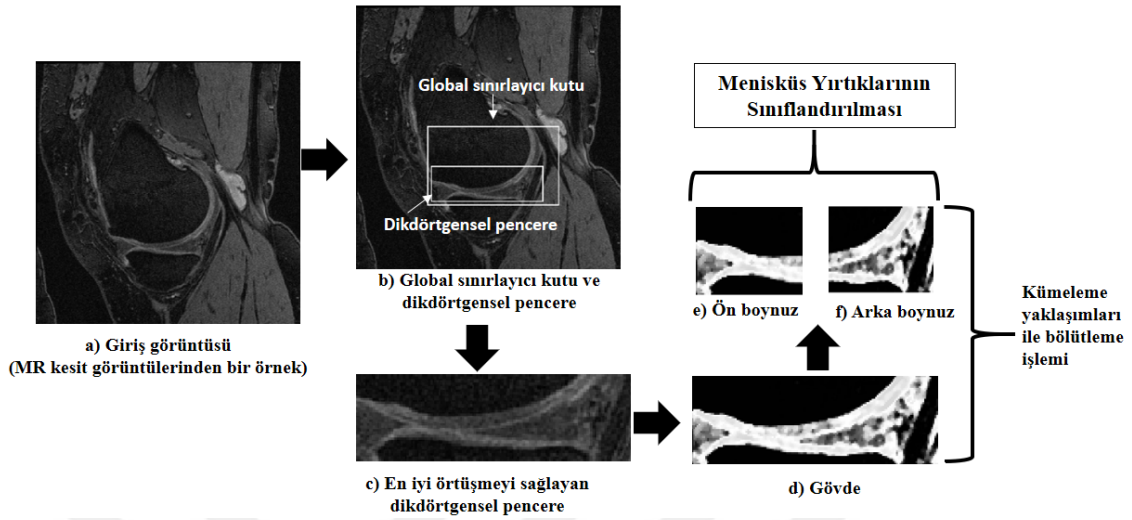 a) Giriş görüntüsü
(MR kesit görüntülerinden bir örnek)
Global sınırlayıcı kutu
Dikdörtgensel pencere
b) Global sınırlayıcı kutu ve
dikdörtgensel pencere
c) En iyi örtüşmeyi sağlayan
dikdörtgensel pencere
d) Gövde
e) Ön boynuz
f) Arka boynuz
Menisküs Yırtıklarının
Sınıflandırılması
Kümeleme
yaklaşımları
ile bölütleme
işlemi